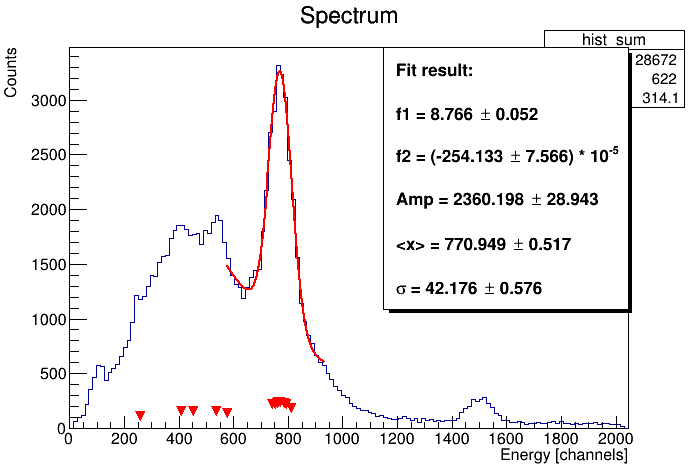 Spectrum
hist sum
28672
622
314.1
Counts
Fit result:
f1 = 8.766 ± 0.052
f2 = (-254.133 ± 7.566) * 10-5
Amp = 2360.198 ± 28.943
<x> = 770.949 ± 0.517
σ = 42.176 ± 0.576
3000
2500
2000
1500
1000
500
0
0 200 400 600 800 1000 1200 1400 1600 1800 2000
Energy [channels]